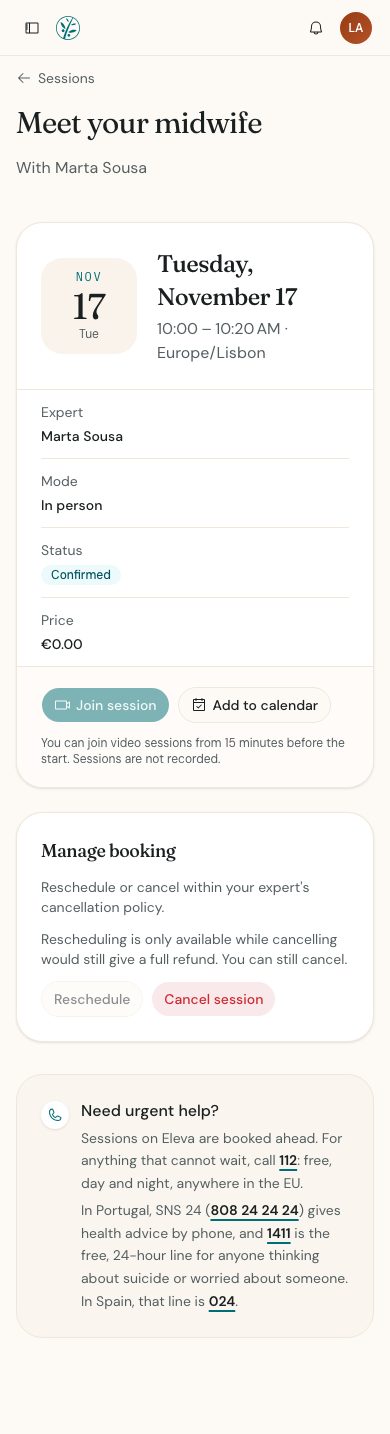 LA
Sessions
Meet your midwife
With Marta Sousa
NOV
17
Tue
Tuesday,
November 17
10:00 – 10:20 AM ·
Europe/Lisbon
Expert
Marta Sousa
Mode
In person
Status
Confirmed
Price
€0.00
Join session
Add to calendar
You can join video sessions from 15 minutes before the
start. Sessions are not recorded.
Manage booking
Reschedule or cancel within your expert's
cancellation policy.
Rescheduling is only available while cancelling
would still give a full refund. You can still cancel.
Reschedule
Cancel session
Need urgent help?
Sessions on Eleva are booked ahead. For
anything that cannot wait, call 112: free,
day and night, anywhere in the EU.
In Portugal, SNS 24 (808 24 24 24) gives
health advice by phone, and 1411 is the
free, 24-hour line for anyone thinking
about suicide or worried about someone.
In Spain, that line is 024.